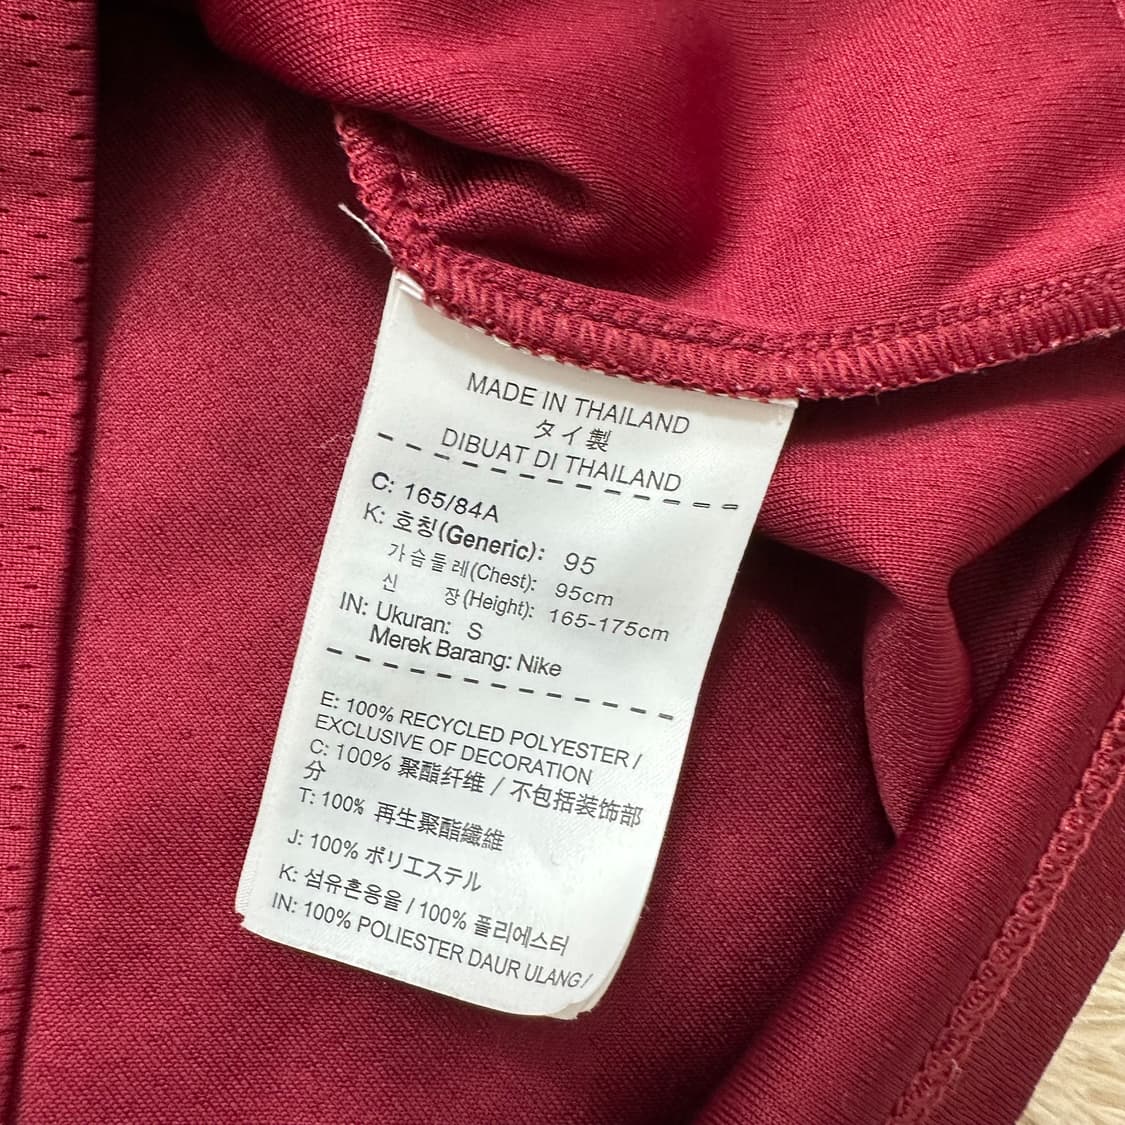 MADE IN THAILAND
タイ製
DIBUAT DI THAILAND
C: 165/84A
K: 호칭(Generic): 95
가슴둘레(Chest): 95cm
신 장(Height): 165-175cm
IN: Ukuran: S
Merek Barang: Nike
E: 100% RECYCLED POLYESTER /
EXCLUSIVE OF DECORATION
C: 100% 聚酯纤维 / 不包括装饰部
分
T: 100% 再生聚酯纖維
J: 100% ポリエステル
K: 섬유혼용율 / 100% 폴리에스터
IN: 100% POLIESTER DAUR ULANG /